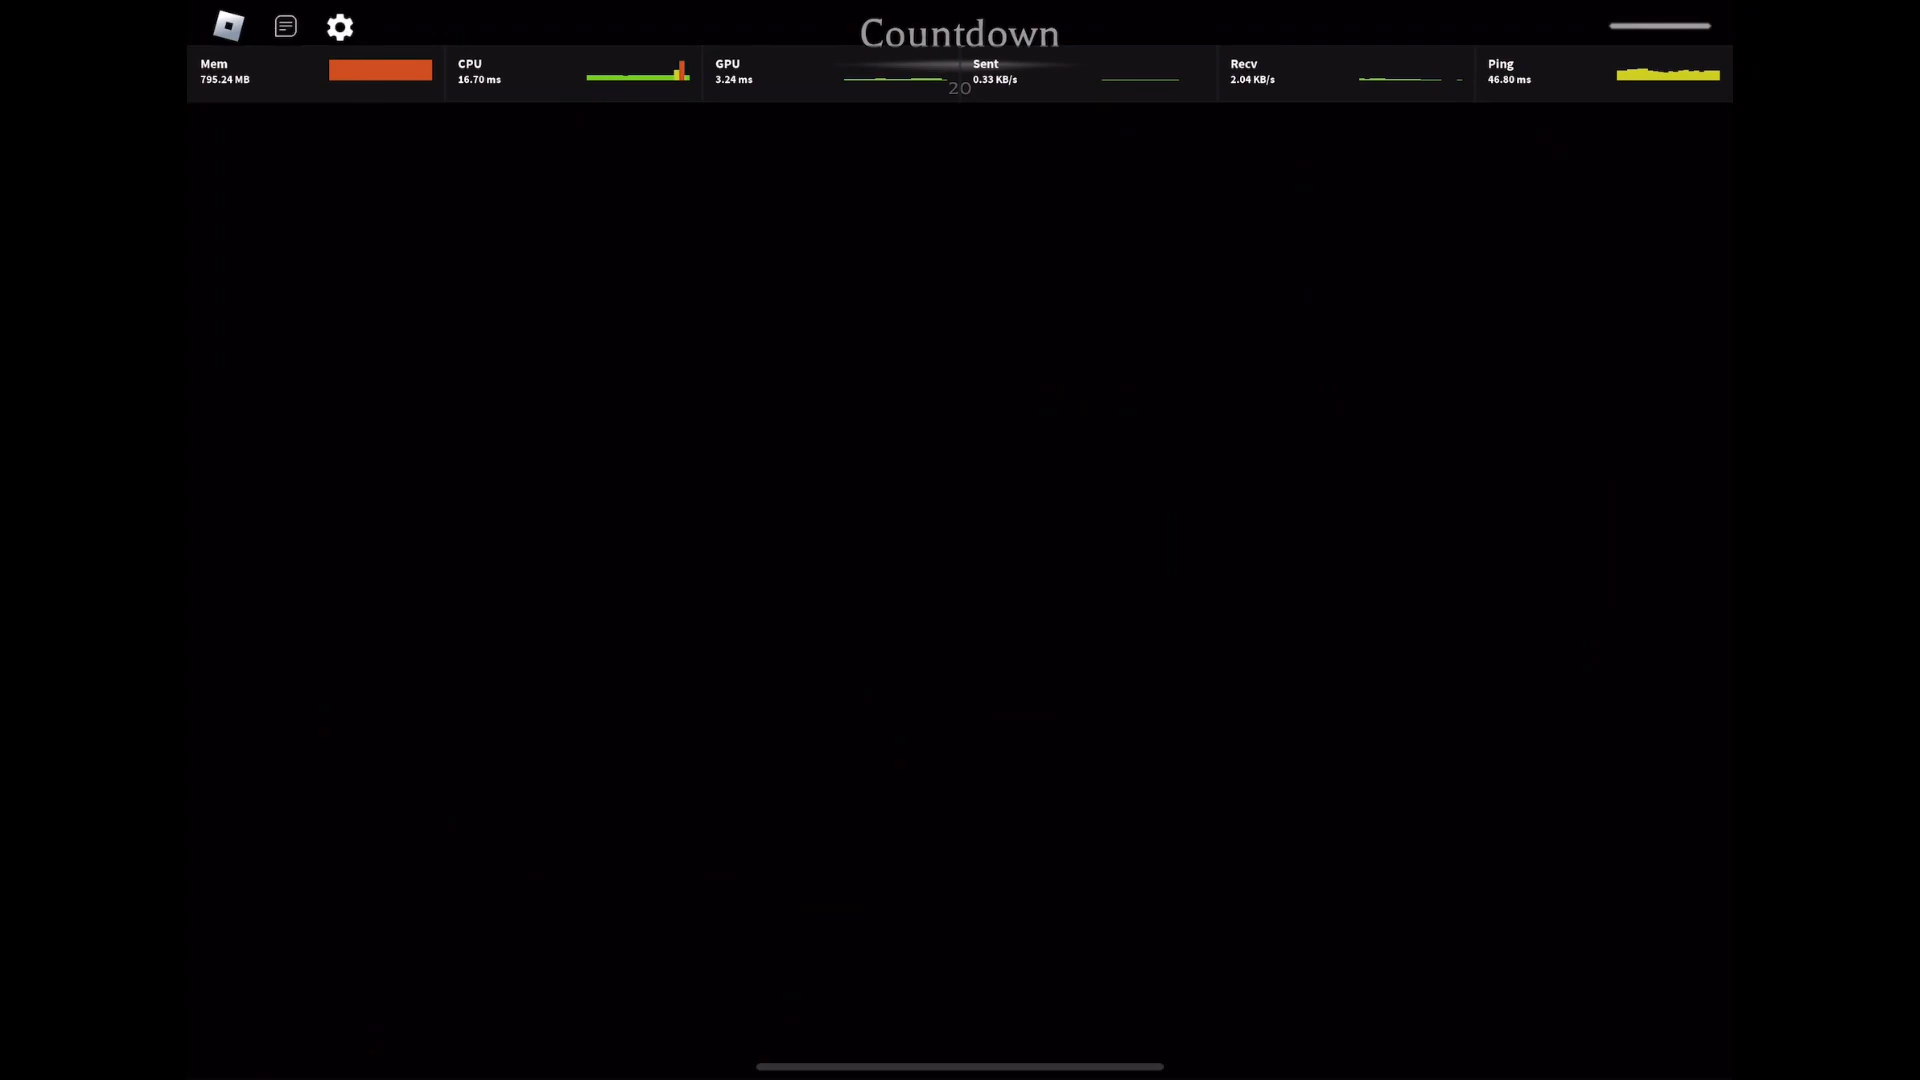 Countdown
Mem
795.24 MB
CPU
16.70 ms
GPU
3.24 ms
20
Sent
0.33 KB/s
Recv
2.04 KB/s
Ping
46.80 ms